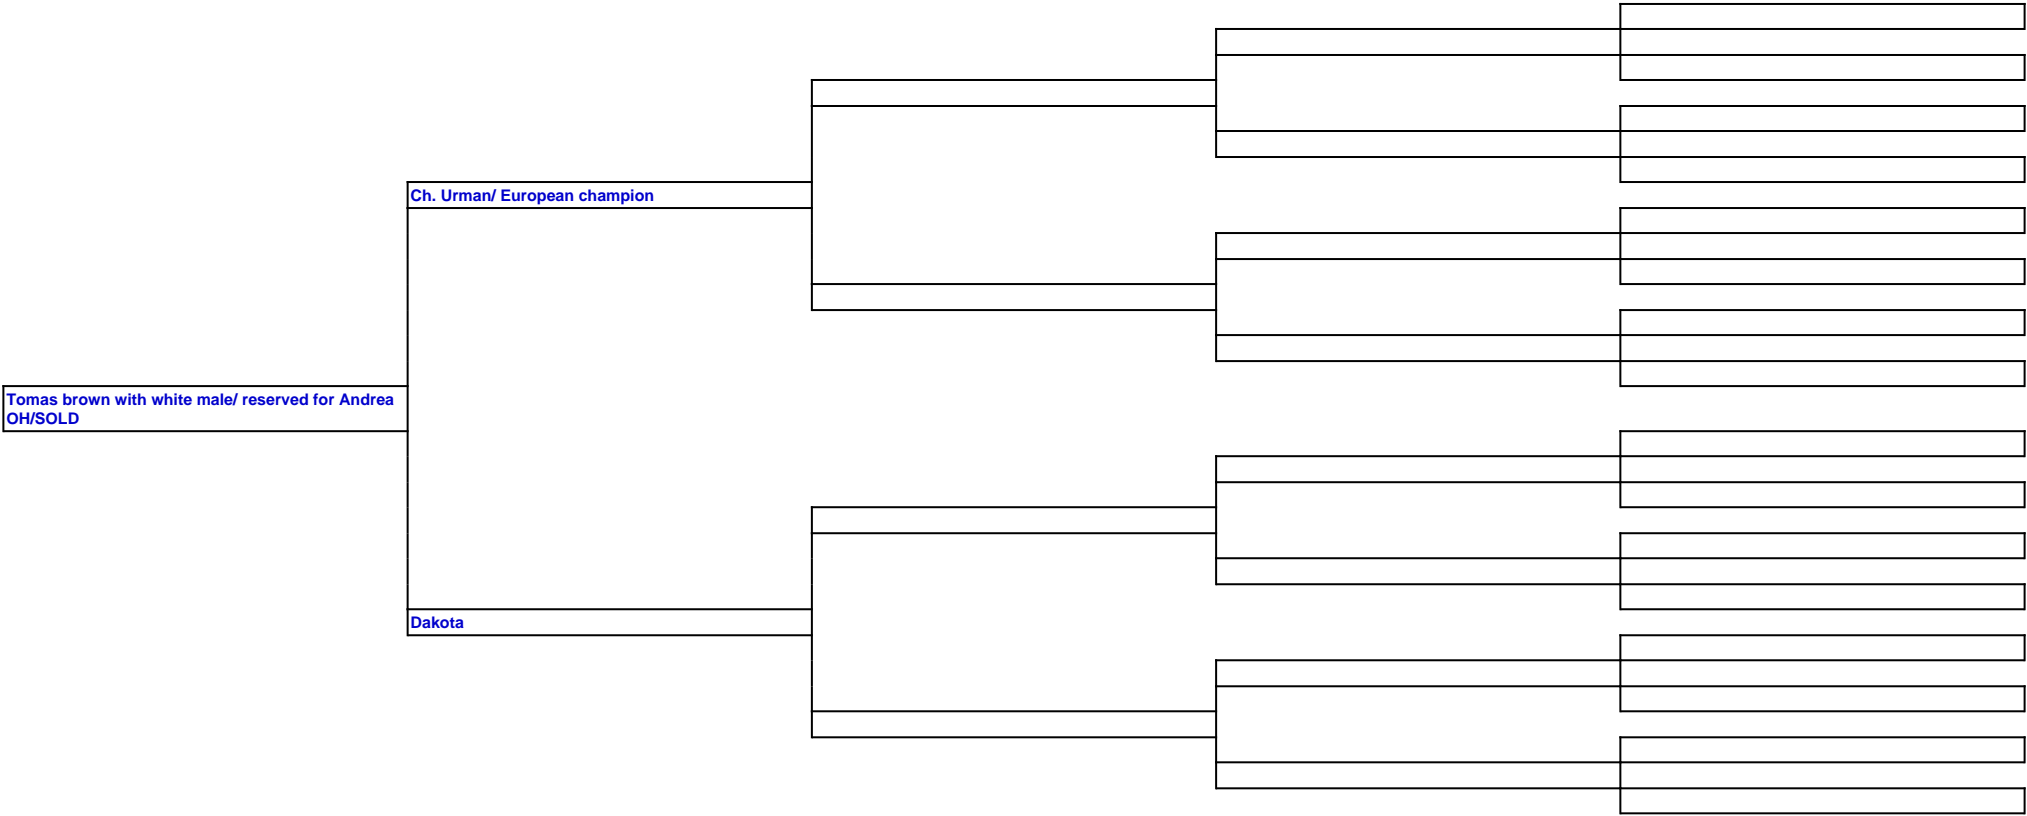 Ch. Urman/ European champion
Tomas brown with white male/ reserved for Andrea
OH/SOLD
Dakota